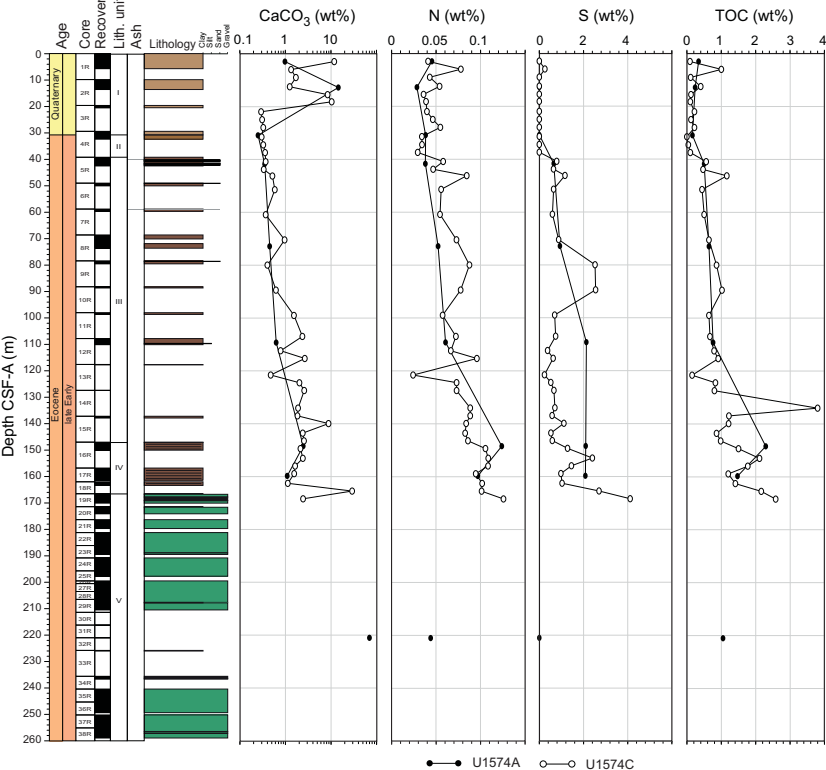 Age
Core
Recovery
Lith. unit
Ash
Lithology
Clay
Silt
Sand
Gravel
CaCO3 (wt%)
N (wt%)
S (wt%)
TOC (wt%)
0.1 1 10
0 0.05 0.1
0 2 4
0 1 2 3 4
Depth CSF-A (m)
0
10
20
30
40
50
60
70
80
90
100
110
120
130
140
150
160
170
180
190
200
210
220
230
240
250
260
Quaternary
Eocene
late Early
1R
2R
3R
4R
5R
6R
7R
8R
9R
10R
11R
12R
13R
14R
15R
16R
17R
18R
19R
20R
21R
22R
23R
24R
25R
27R
28R
29R
30R
31R
32R
33R
34R
35R
36R
37R
38R
I
II
III
IV
V
U1574A
U1574C